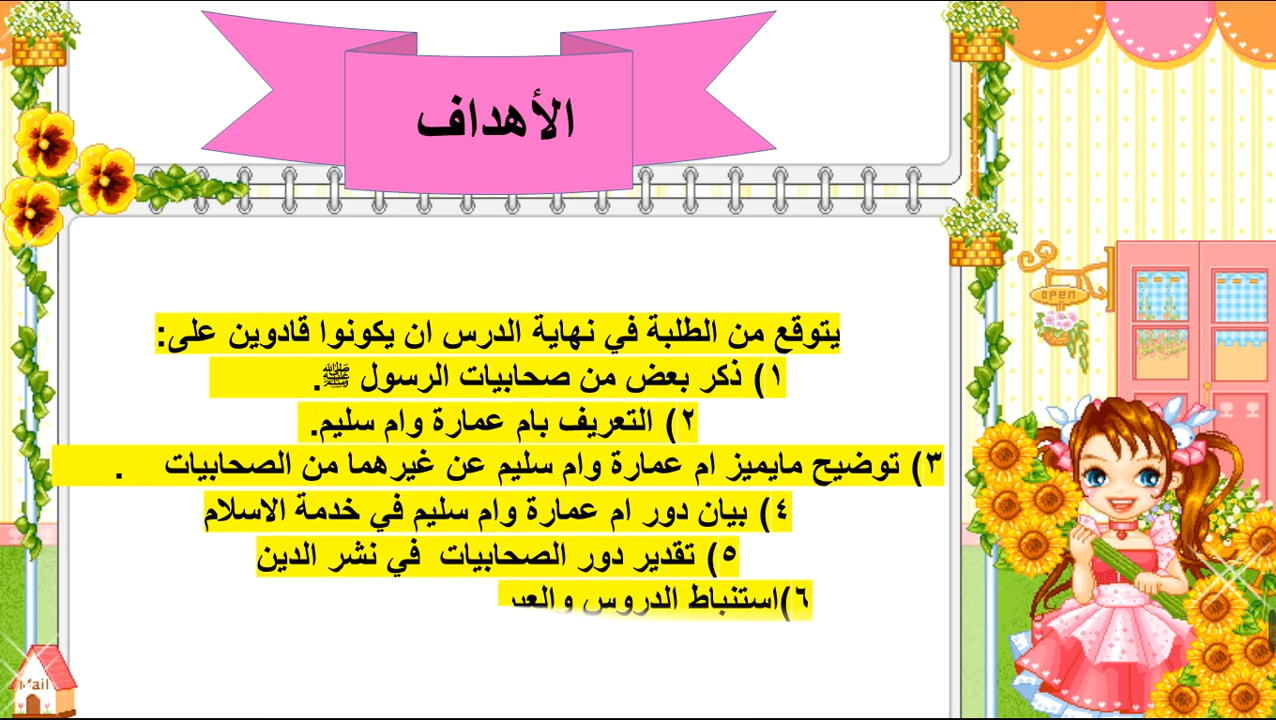 الأهداف
يتوقع من الطلبة في نهاية الدرس ان يكونوا قادوين على:
١) ذكر بعض من صحابيات الرسول ﷺ.
٢) التعريف بام عمارة وام سليم.
٣) توضيح مايميز ام عمارة وام سليم عن غيرهما من الصحابيات .
٤) بيان دور ام عمارة وام سليم في خدمة الاسلام
٥) تقدير دور الصحابيات في نشر الدين
٦)استنباط الدروس والعبر
open